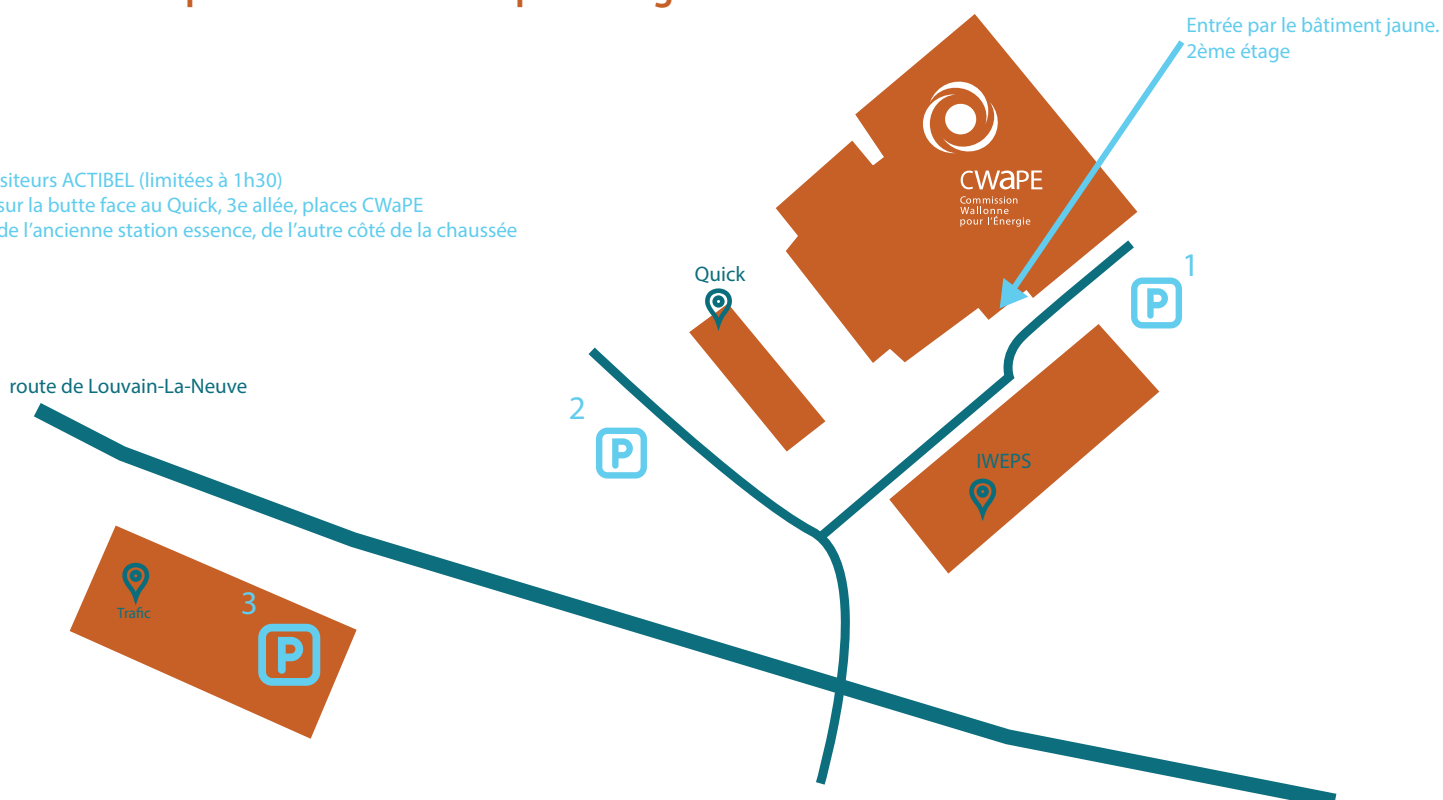 Entrée par le bâtiment jaune.
2ème étage
siteurs ACTIBEL (limitées à 1h30)
sur la butte face au Quick, 3e allée, places CWaPE
de l'ancienne station essence, de l'autre côté de la chaussée
CWaPE
Commission
Wallonne
pour l'Énergie
1
P
Quick
route de Louvain-La-Neuve
2
P
IWEPS
Trafic
3
P